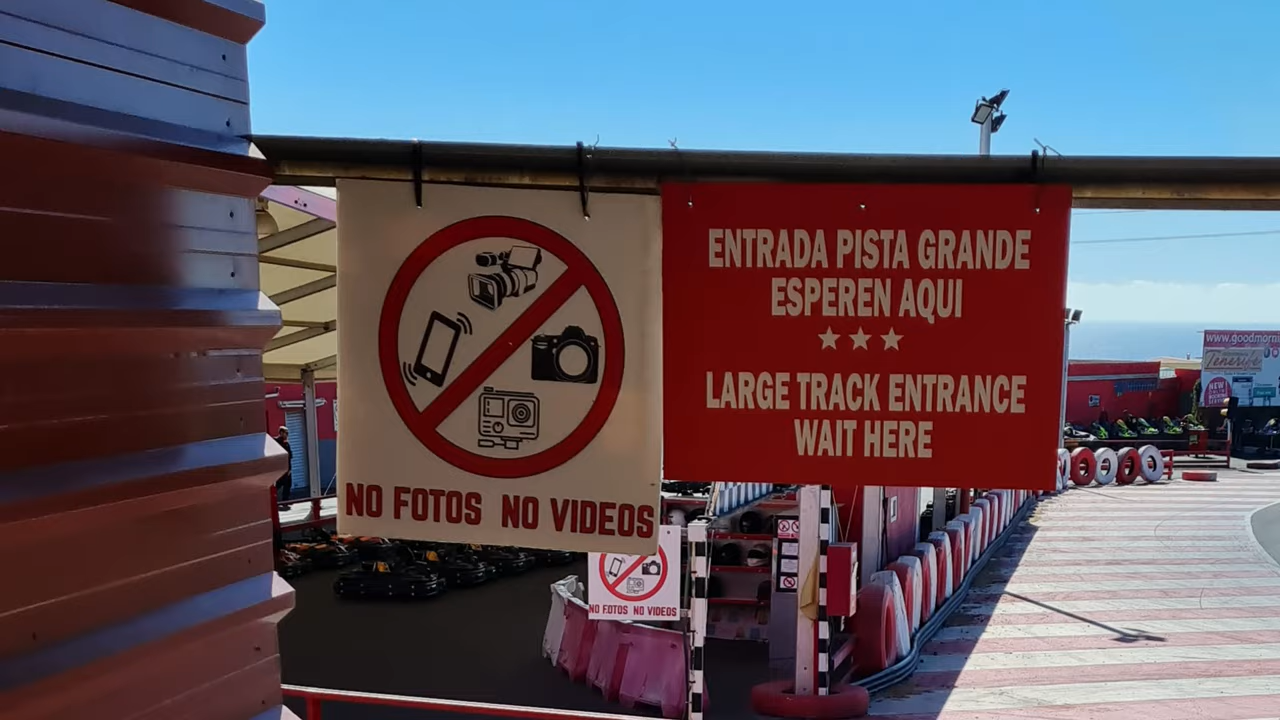 NO FOTOS NO VIDEOS
ENTRADA PISTA GRANDE
ESPEREN AQUI
LARGE TRACK ENTRANCE
WAIT HERE
NO FOTOS NO VIDEOS
www.goodmorni
Tenerife
NEW